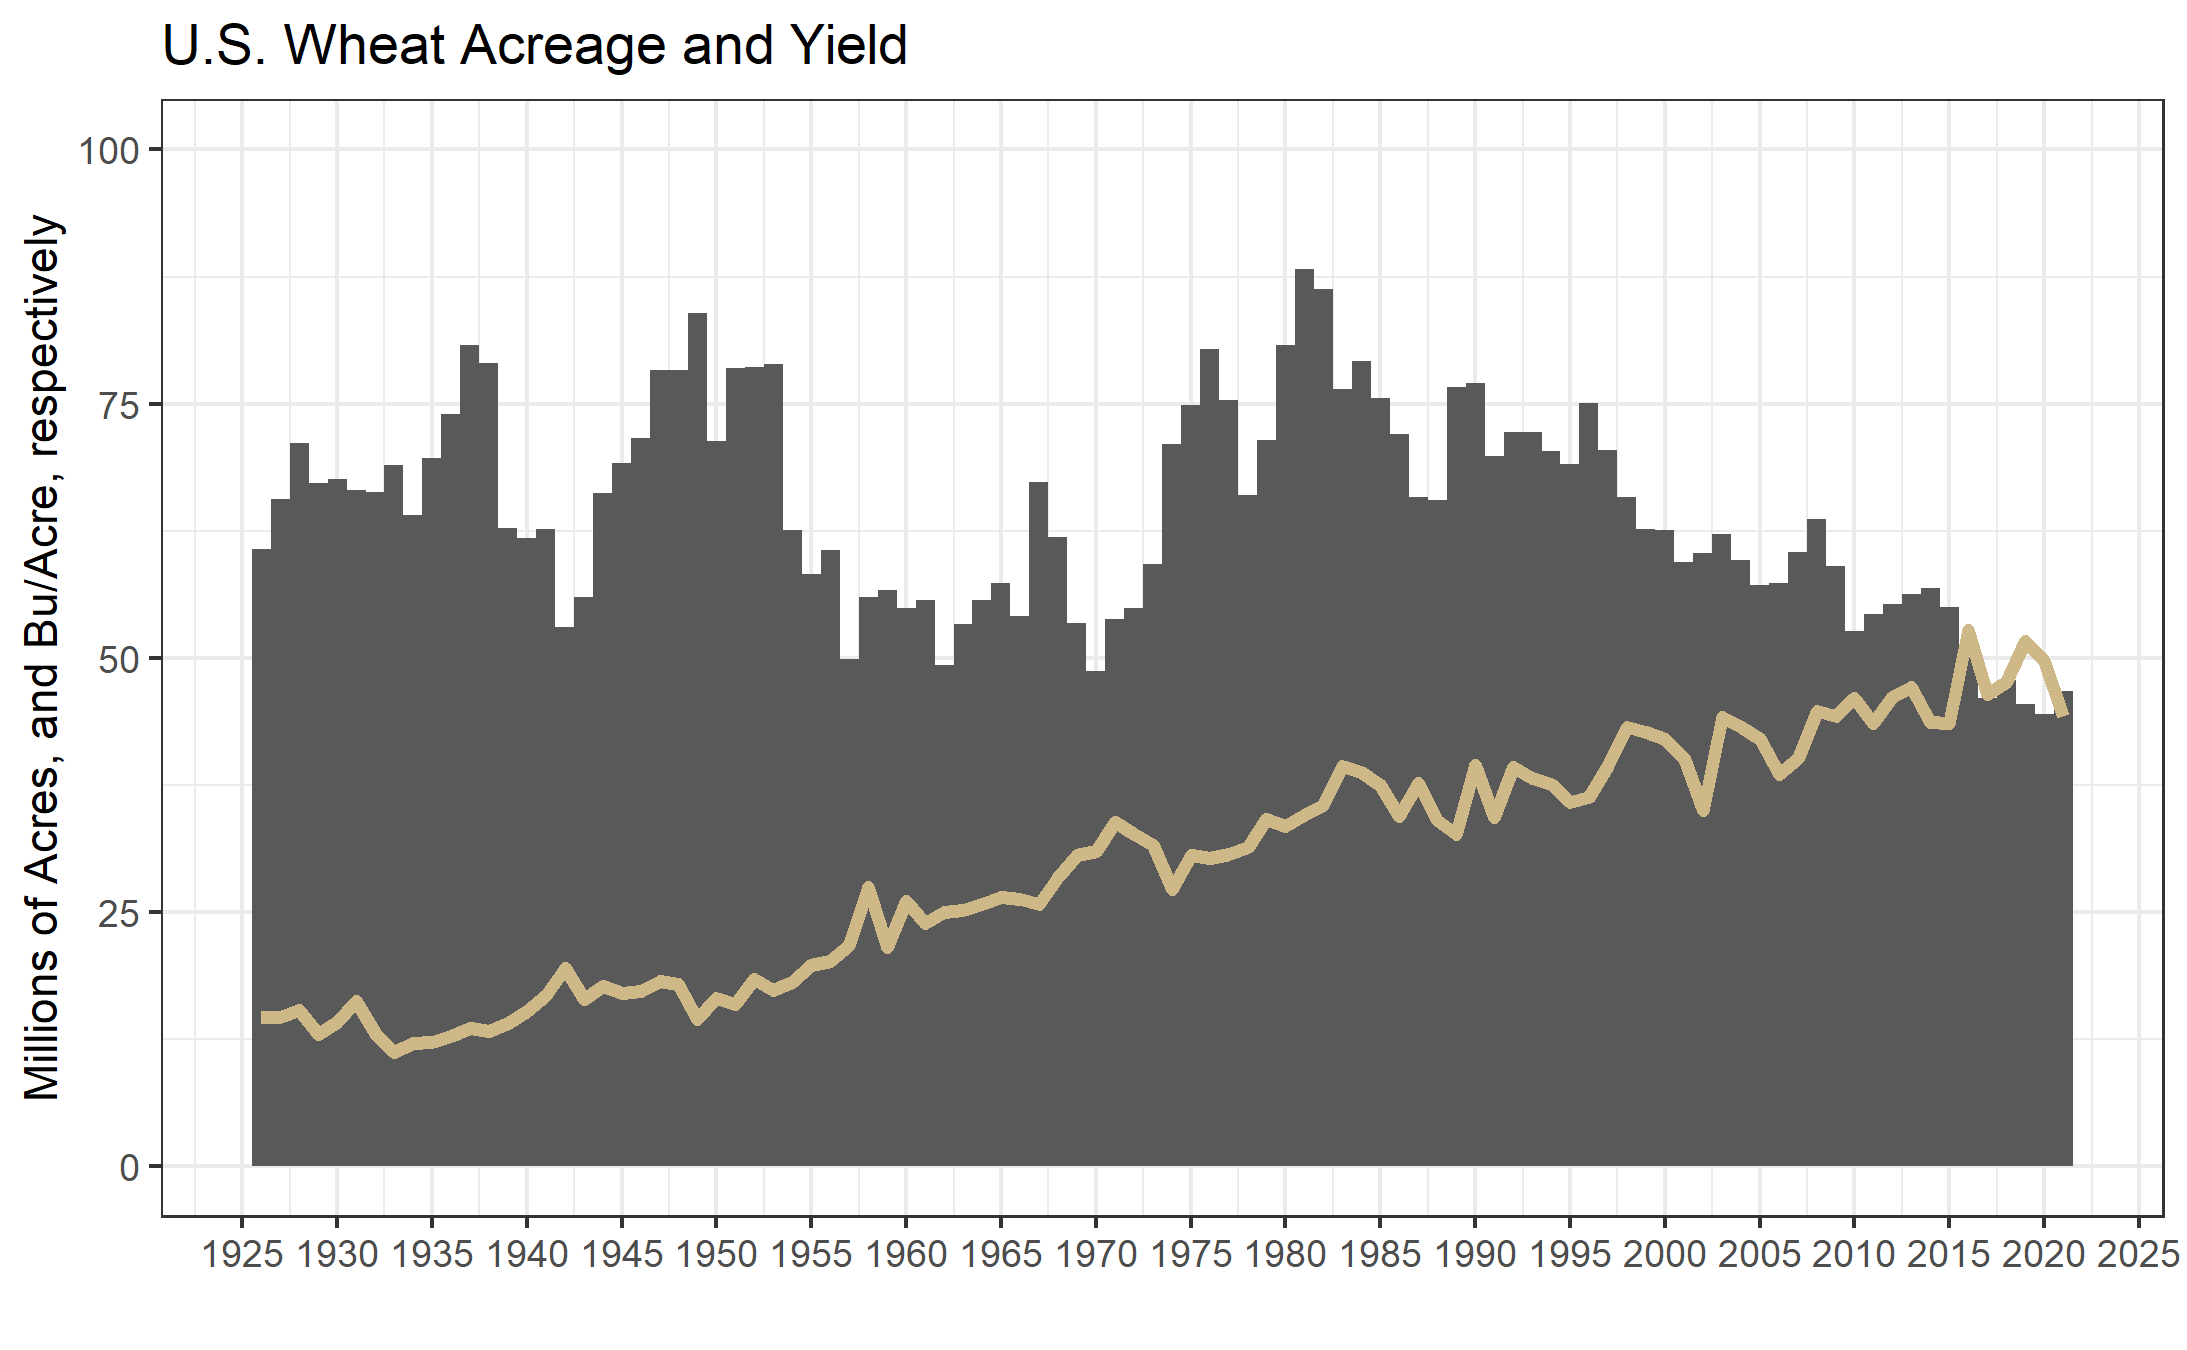 U.S. Wheat Acreage and Yield
Millions of Acres, and Bu/Acre, respectively
100
75
50
25
0
1925 1930 1935 1940 1945 1950 1955 1960 1965 1970 1975 1980 1985 1990 1995 2000 2005 2010 2015 2020 2025